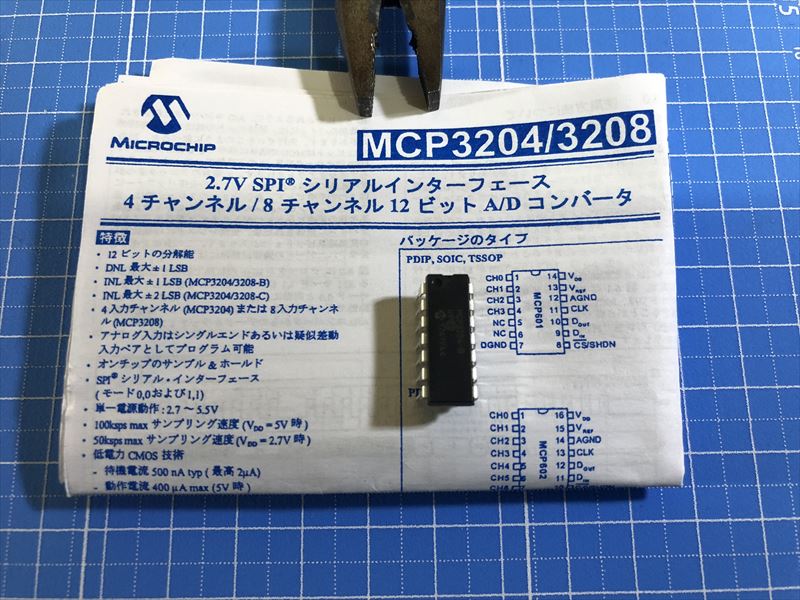 MICROCHIP
MCP3204/3208
2.7V SPI® シリアルインターフェース
4 チャンネル / 8 チャンネル 12 ビット A/D コンバータ
特徴
・ 12 ビットの分解能
・ DNL 最大 ± 1 LSB
・ INL 最大 ± 1 LSB (MCP3204/3208-B)
・ INL 最大 ± 2 LSB (MCP3204/3208-C)
・ 4 入力チャンネル (MCP3204) または 8 入力チャンネ
ル (MCP3208)
・ アナログ入力はシングルエンドあるいは疑似差動
入力ペアとしてプログラム可能
・ オンチップのサンプル & ホールド
・ SPI® シリアル・インターフェース
(モード 0,0 および 1,1)
・ 単一電源動作 : 2.7 ~ 5.5V
・ 100ksps max サンプリング速度 (VDD = 5V 時)
・ 50ksps max サンプリング速度 (VDD = 2.7V 時)
・ 低電力 CMOS 技術
- 待機電流 500 nA typ ( 最高 2μA)
- 動作電流 400 μA max (5V 時)
パッケージのタイプ
PDIP, SOIC, TSSOP
CH0 1 14 VDD
CH1 2 13 VREF
CH2 3 12 AGND
CH3 4 11 CLK
NC 5 10 DOUT
NC 6 9 DIN
DGND 7 8 CS/SHDN
MCP601
CH0 1 16 VDD
CH1 2 15 VREF
CH2 3 14 AGND
CH3 4 13 CLK
CH4 5 12 DOUT
CH5 6 11 DIN
MCP602